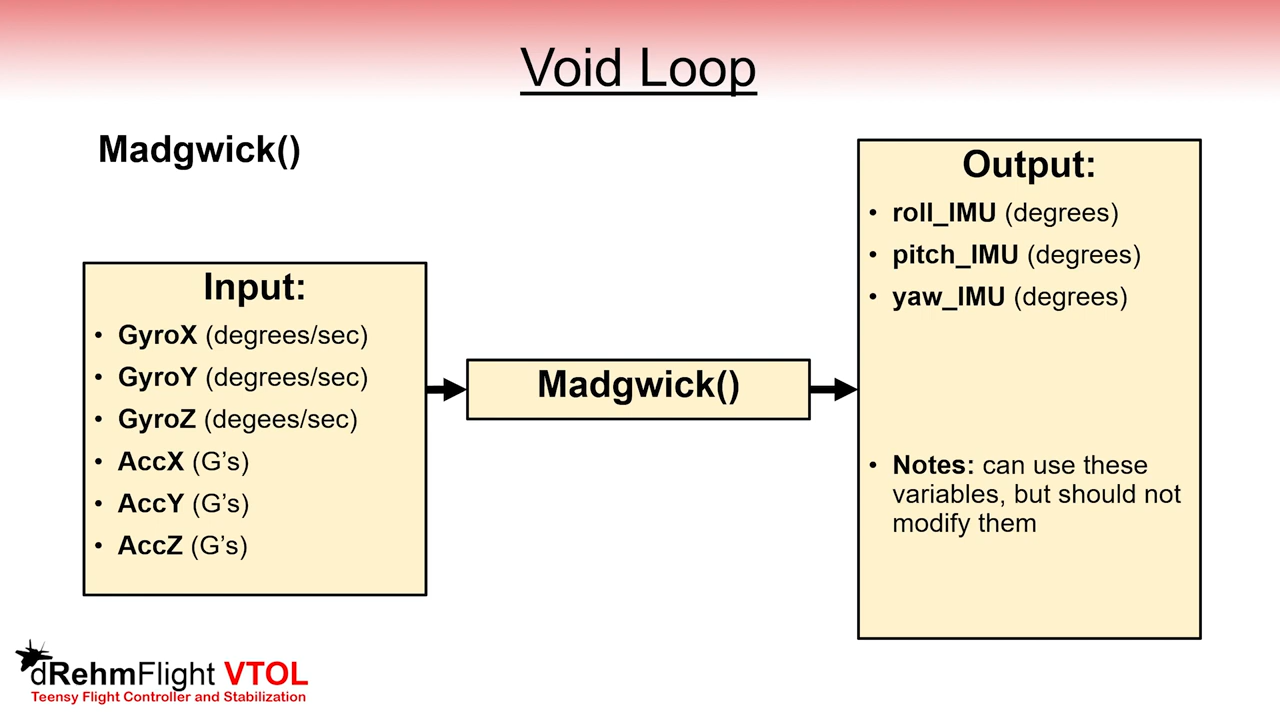 Void Loop
Madgwick()
Input:
• GyroX (degrees/sec)
• GyroY (degrees/sec)
• GyroZ (degees/sec)
• AccX (G’s)
• AccY (G’s)
• AccZ (G’s)
Madgwick()
Output:
• roll_IMU (degrees)
• pitch_IMU (degrees)
• yaw_IMU (degrees)
• Notes: can use these
variables, but should not
modify them
dRehmFlight VTOL
Teensy Flight Controller and Stabilization